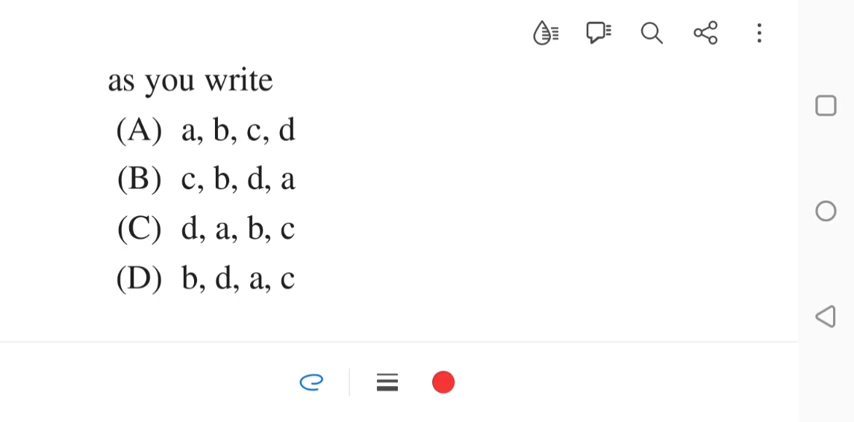 as you write
(A) a, b, c, d
(B) c, b, d, a
(C) d, a, b, c
(D) b, d, a, c